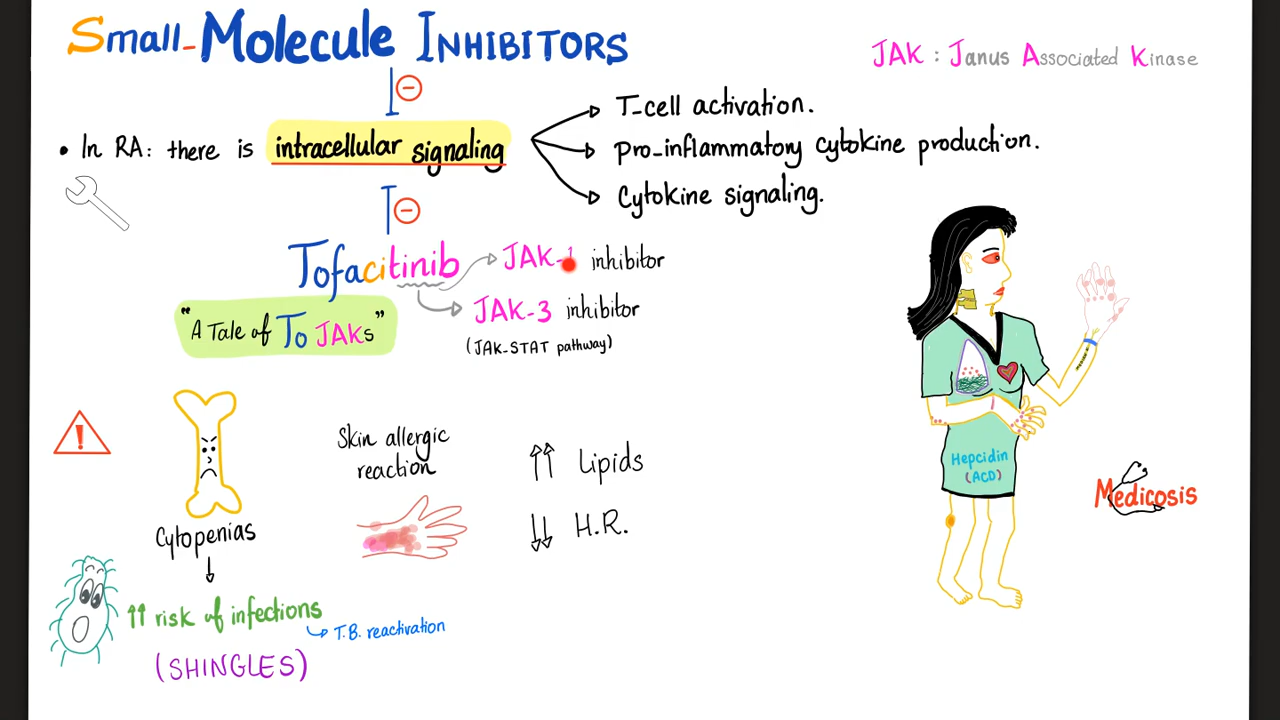 Small-Molecule Inhibitors
JAK : Janus Associated Kinase
• In RA: there is intracellular signaling
T-cell activation.
Pro-inflammatory cytokine production.
Cytokine signaling.
Tofacitinib
JAK-1 inhibitor
JAK-3 inhibitor
(JAK-STAT pathway)
"A Tale of To JAKs"
Cytopenias
Skin allergic
reaction
↑↑ Lipids
↓↓ H.R.
↑↑ risk of infections
T.B. reactivation
(SHINGLES)
Hepcidin
(ACD)
Medicosis